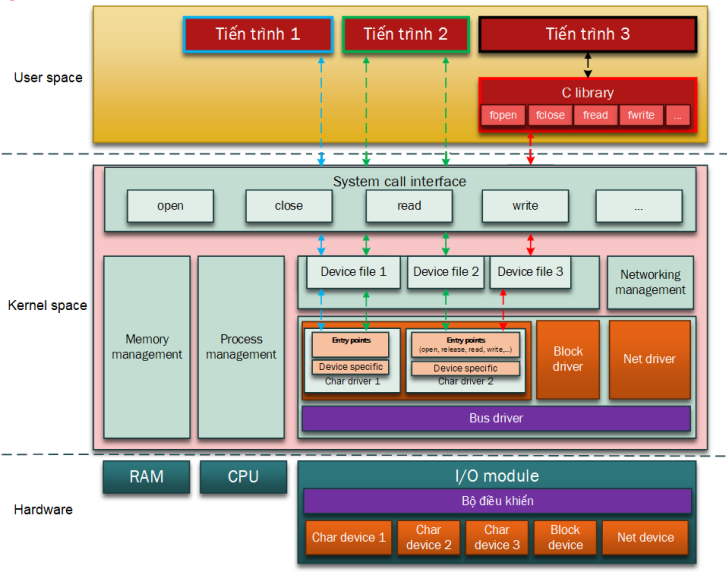 Tiến trình 1
Tiến trình 2
Tiến trình 3
User space
C library
fopen
fclose
fread
fwrite
...
System call interface
open
close
read
write
...
Kernel space
Device file 1
Device file 2
Device file 3
Networking
management
Memory
management
Process
management
Entry points
Device specific
Char driver 1
Entry points
(open, release, read, write,...)
Device specific
Char driver 2
Block
driver
Net driver
Bus driver
Hardware
RAM
CPU
I/O module
Bộ điều khiển
Char device 1
Char
device 2
Char
device 3
Block
device
Net device